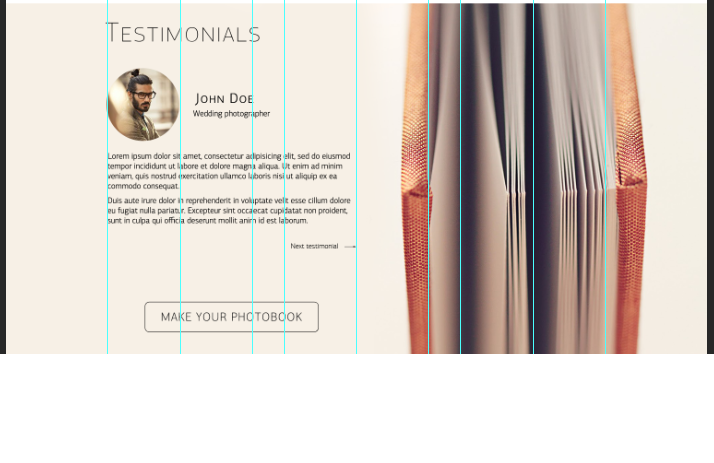 Testimonials
John Doe
Wedding photographer
Lorem ipsum dolor sit amet, consectetur adipisicing elit, sed do eiusmod
tempor incididunt ut labore et dolore magna aliqua. Ut enim ad minim
veniam, quis nostrud exercitation ullamco laboris nisi ut aliquip ex ea
commodo consequat.
Duis aute irure dolor in reprehenderit in voluptate velit esse cillum dolore
eu fugiat nulla pariatur. Excepteur sint occaecat cupidatat non proident,
sunt in culpa qui officia deserunt mollit anim id est laborum.
Next testimonial
MAKE YOUR PHOTOBOOK